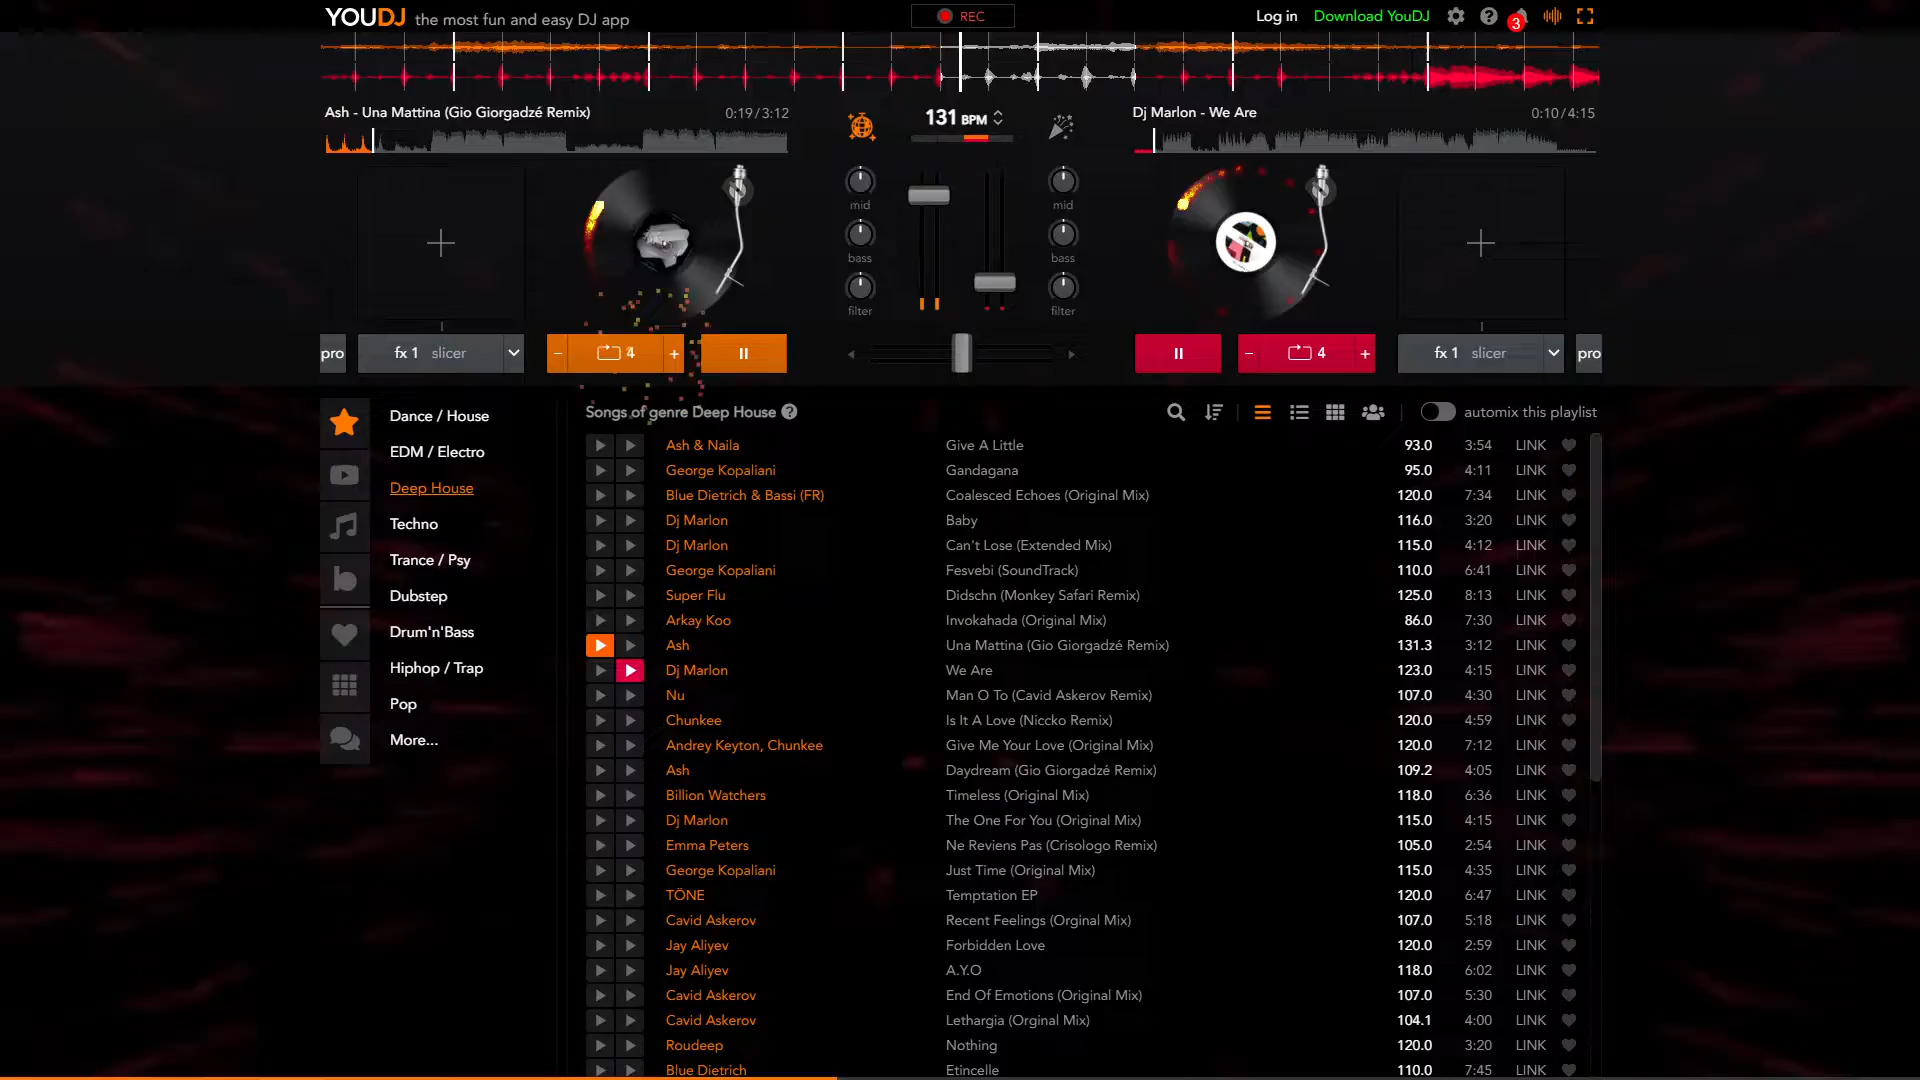 YOUDJ the most fun and easy DJ app
REC
Log in Download YouDJ 3
Ash - Una Mattina (Gio Giorgadzé Remix) 0:19/3:12
131 BPM
Dj Marlon - We Are 0:10/4:15
mid mid
bass bass
filter filter
pro fx 1 slicer − 4 + − 4 + fx 1 slicer pro
Songs of genre Deep House automix this playlist
Dance / House
EDM / Electro
Deep House
Techno
Trance / Psy
Dubstep
Drum'n'Bass
Hiphop / Trap
Pop
More...
Ash & Naila Give A Little 93.0 3:54 LINK
George Kopaliani Gandagana 95.0 4:11 LINK
Blue Dietrich & Bassi (FR) Coalesced Echoes (Original Mix) 120.0 7:34 LINK
Dj Marlon Baby 116.0 3:20 LINK
Dj Marlon Can't Lose (Extended Mix) 115.0 4:12 LINK
George Kopaliani Fesvebi (SoundTrack) 110.0 6:41 LINK
Super Flu Didschn (Monkey Safari Remix) 125.0 8:13 LINK
Arkay Koo Invokahada (Original Mix) 86.0 7:30 LINK
Ash Una Mattina (Gio Giorgadzé Remix) 131.3 3:12 LINK
Dj Marlon We Are 123.0 4:15 LINK
Nu Man O To (Cavid Askerov Remix) 107.0 4:30 LINK
Chunkee Is It A Love (Niccko Remix) 120.0 4:59 LINK
Andrey Keyton, Chunkee Give Me Your Love (Original Mix) 120.0 7:12 LINK
Ash Daydream (Gio Giorgadzé Remix) 109.2 4:05 LINK
Billion Watchers Timeless (Original Mix) 118.0 6:36 LINK
Dj Marlon The One For You (Original Mix) 115.0 4:15 LINK
Emma Peters Ne Reviens Pas (Crisologo Remix) 105.0 2:54 LINK
George Kopaliani Just Time (Original Mix) 115.0 4:35 LINK
TÖNE Temptation EP 120.0 6:47 LINK
Cavid Askerov Recent Feelings (Orginal Mix) 107.0 5:18 LINK
Jay Aliyev Forbidden Love 120.0 2:59 LINK
Jay Aliyev A.Y.O 118.0 6:02 LINK
Cavid Askerov End Of Emotions (Original Mix) 107.0 5:30 LINK
Cavid Askerov Lethargia (Orginal Mix) 104.1 4:00 LINK
Roudeep Nothing 120.0 3:20 LINK
Blue Dietrich Etincelle 110.0 7:45 LINK